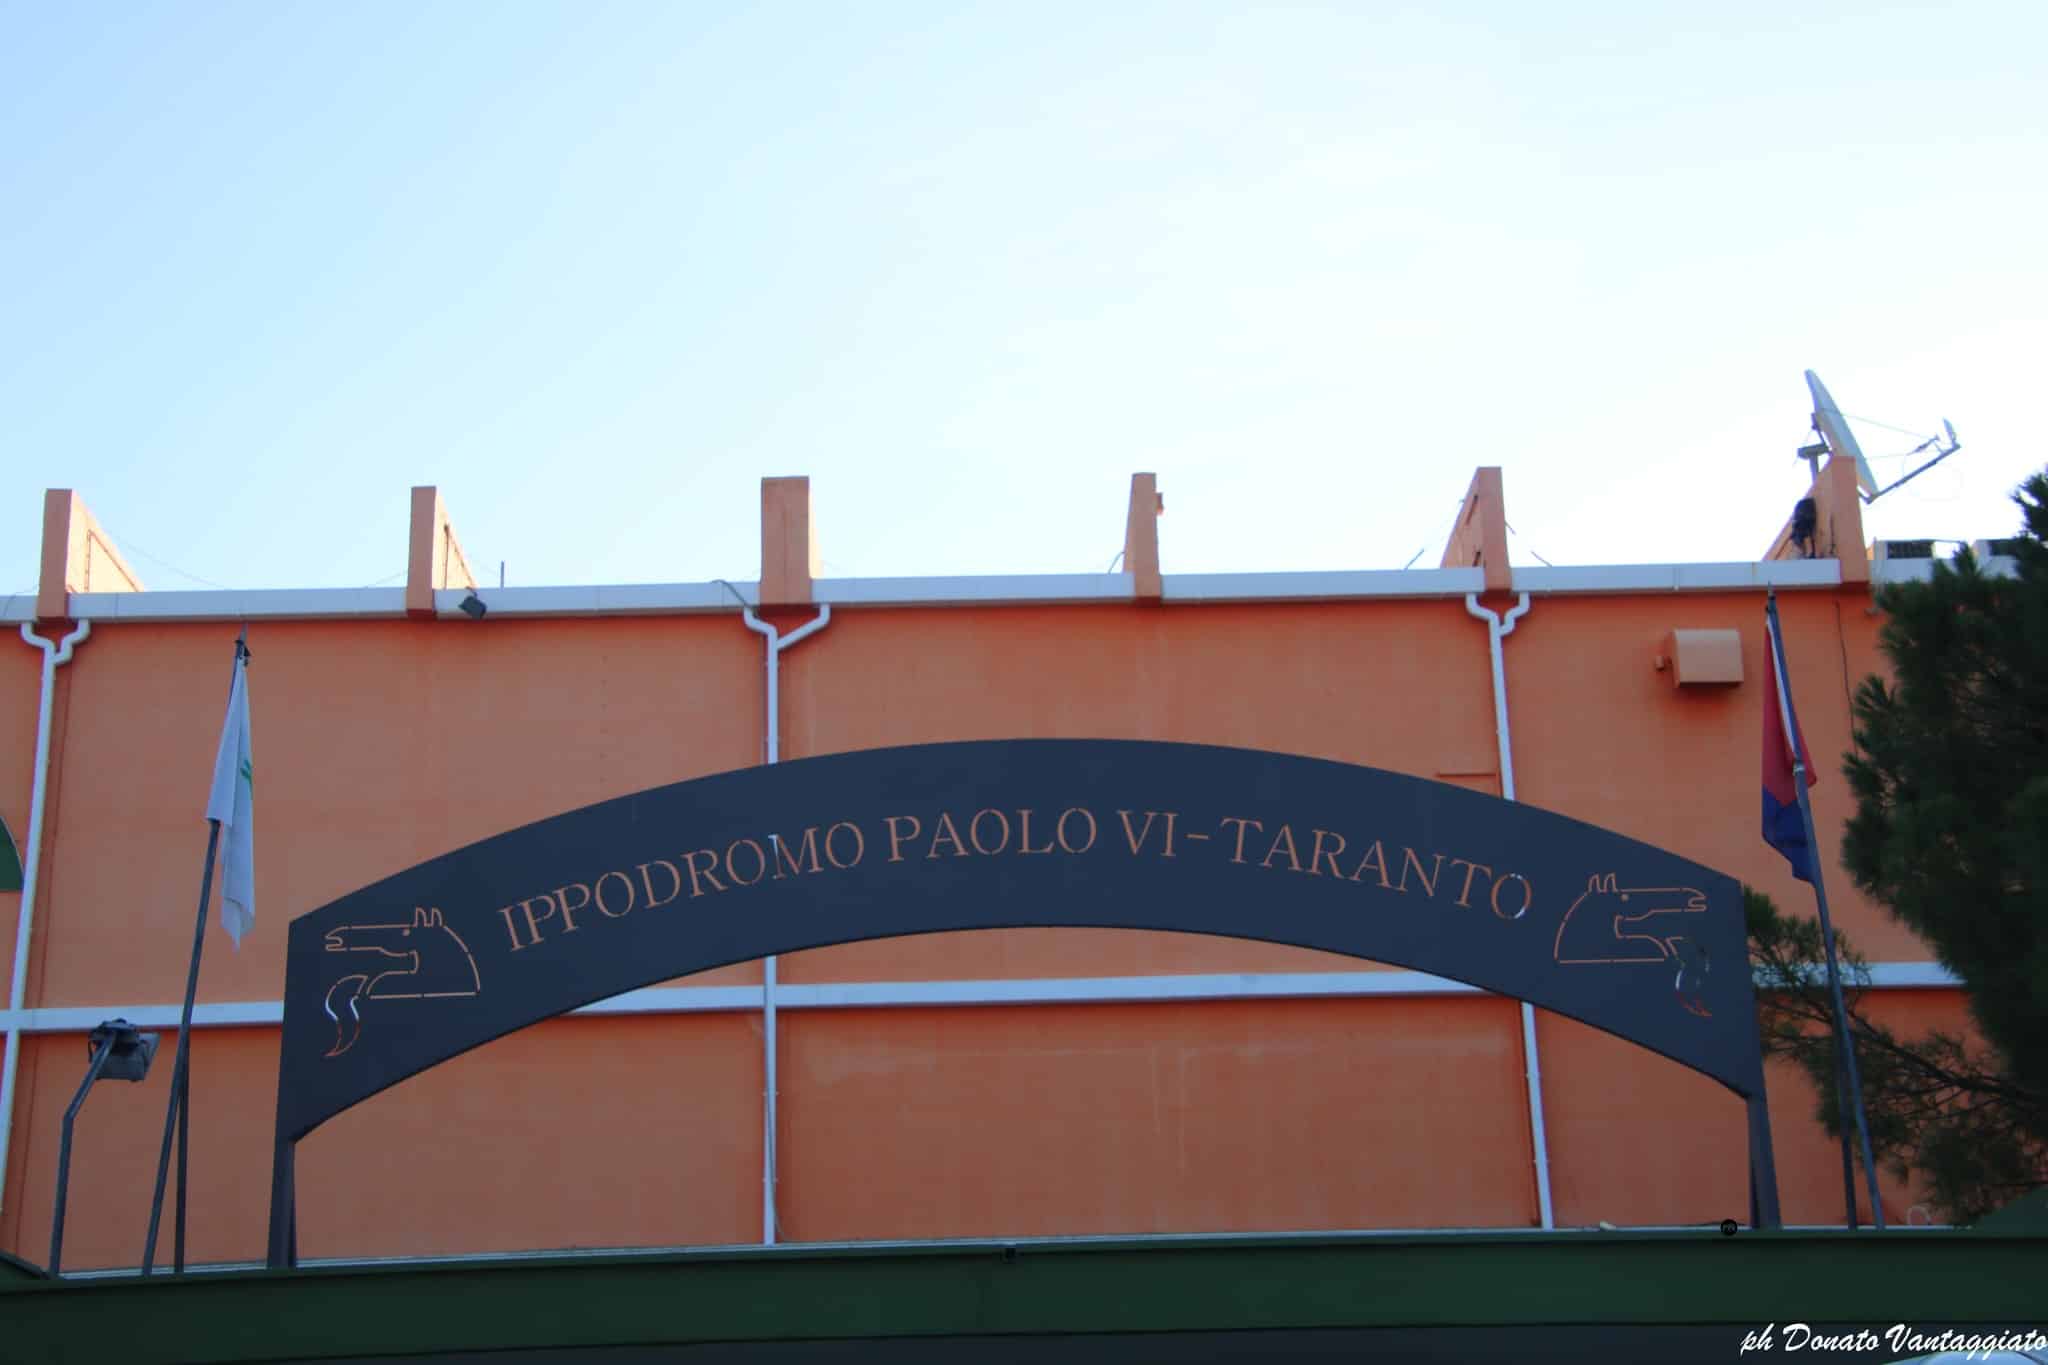 IPPODROMO PAOLO VI - TARANTO
ph Donato Vantaggiato